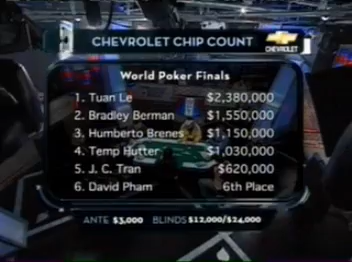 CHEVROLET CHIP COUNT
CHEVROLET
World Poker Finals
1. Tuan Le $2,380,000
2. Bradley Berman $1,550,000
3. Humberto Brenes $1,150,000
4. Temp Hutter $1,030,000
5. J. C. Tran $620,000
6. David Pham 6th Place
ANTE $3,000 BLINDS $12,000/$24,000